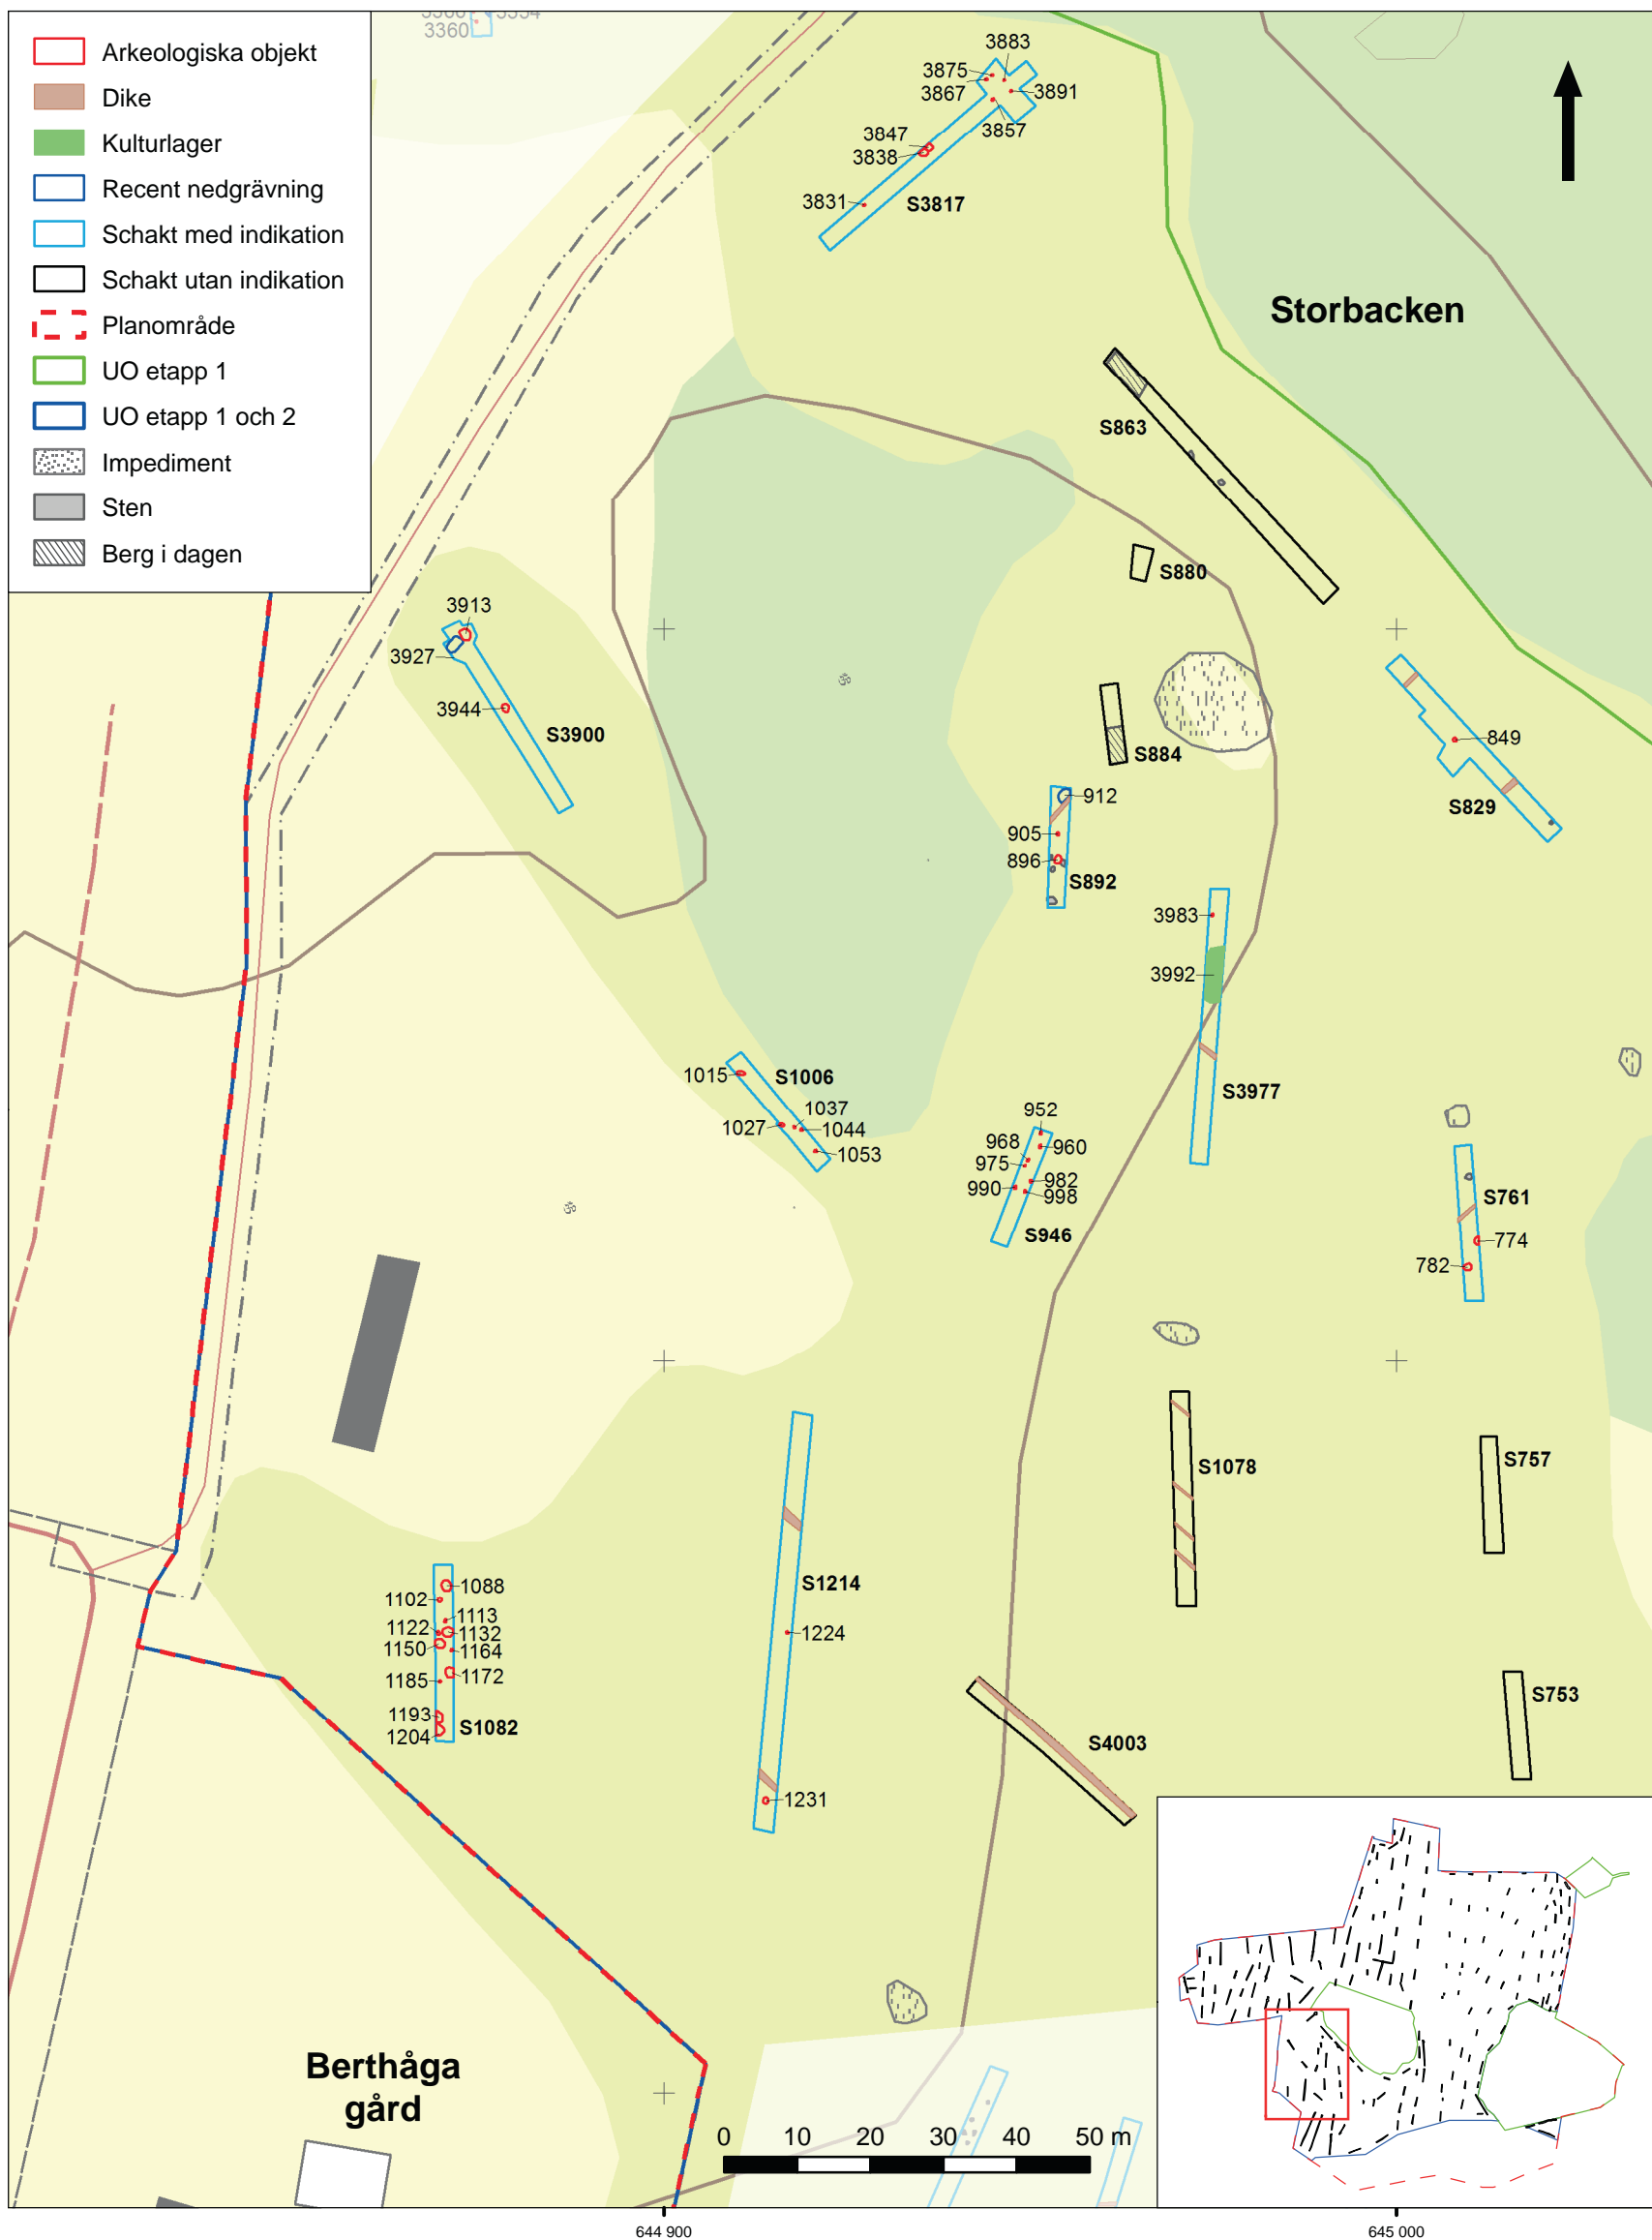 3360
Arkeologiska objekt
Dike
Kulturlager
Recent nedgrävning
Schakt med indikation
Schakt utan indikation
Planområde
UO etapp 1
UO etapp 1 och 2
Impediment
Sten
Berg i dagen
3883
3875
3867
3891
3857
3847
3838
3831
S3817
Storbacken
S863
S880
3913
3927
3944
S3900
849
S884
S829
912
905
896
S892
3983
3992
S3977
1015
S1006
1037
1027
1044
1053
952
968
960
975
982
990
998
S946
S761
774
782
S1078
S757
S1214
1088
1102
1113
1122
1132
1150
1164
1172
1185
1193
1204
S1082
1224
S753
S4003
1231
Berthåga
gård
0 10 20 30 40 50 m
644 900
645 000